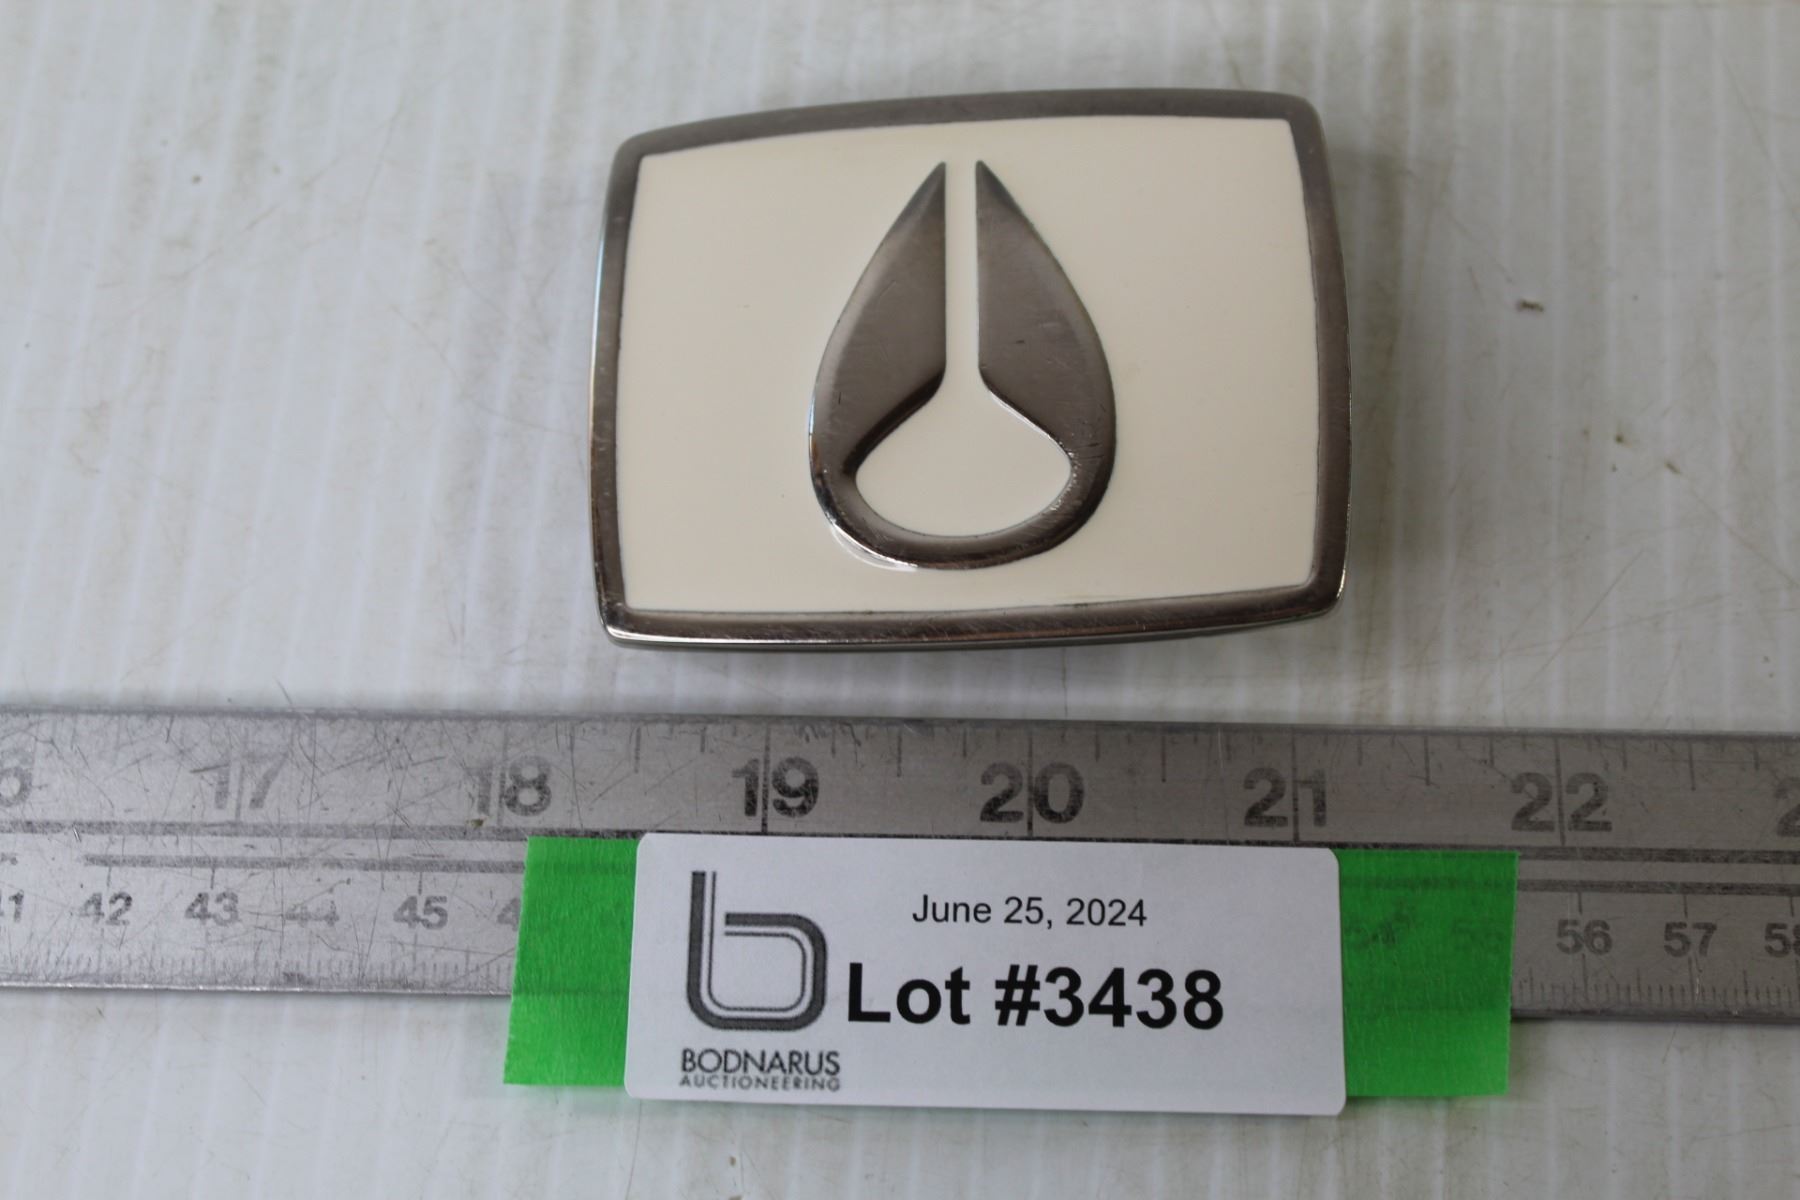 17 18 19 20 21 22
42 43 44 45 56 57
June 25, 2024
Lot #3438
BODNARUS
AUCTIONEERING